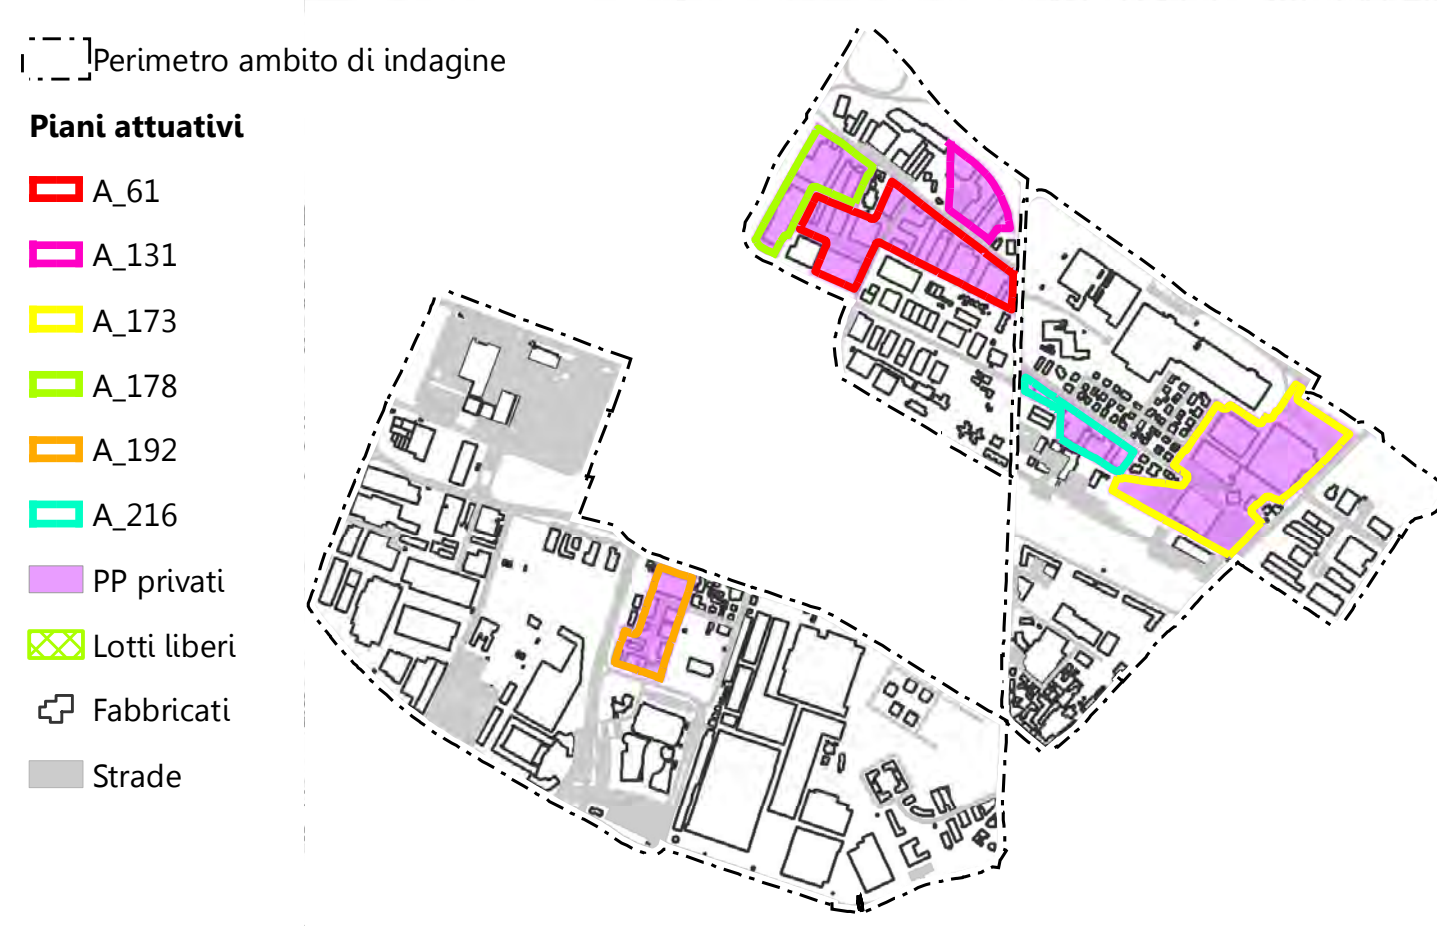 Perimetro ambito di indagine
Piani attuativi
A_61
A_131
A_173
A_178
A_192
A_216
PP privati
Lotti liberi
Fabbricati
Strade